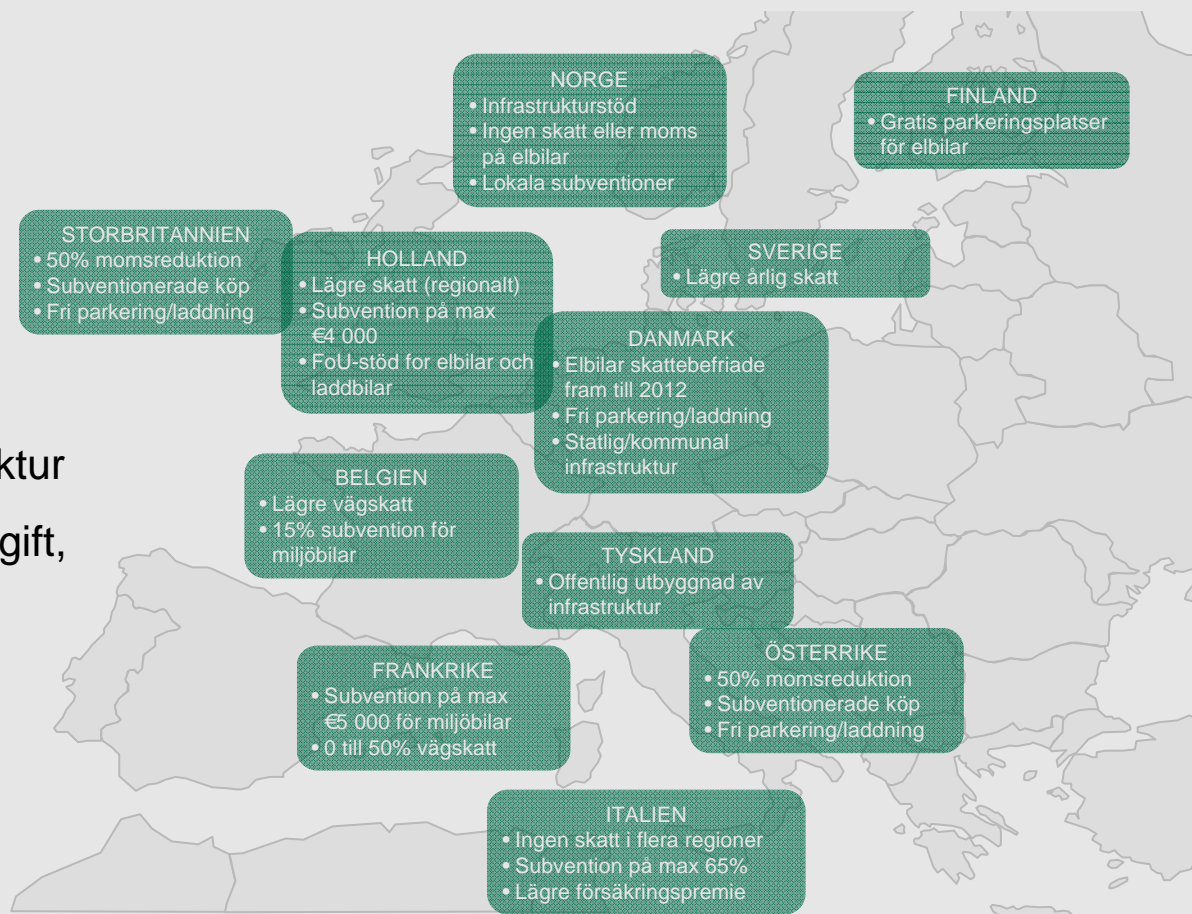 NORGE
• Infrastrukturstöd
• Ingen skatt eller moms
på elbilar
• Lokala subventioner
FINLAND
• Gratis parkeringsplatser
för elbilar
STORBRITANNIEN
• 50% momsreduktion
• Subventionerade köp
• Fri parkering/laddning
HOLLAND
• Lägre skatt (regionalt)
• Subvention på max
€4 000
• FoU-stöd for elbilar och
laddbilar
SVERIGE
• Lägre årlig skatt
DANMARK
• Elbilar skattebefriade
fram till 2012
• Fri parkering/laddning
• Statlig/kommunal
infrastruktur
ktur
gift,
BELGIEN
• Lägre vägskatt
• 15% subvention för
miljöbilar
TYSKLAND
• Offentlig utbyggnad av
infrastruktur
FRANKRIKE
• Subvention på max
€5 000 för miljöbilar
• 0 till 50% vägskatt
ÖSTERRIKE
• 50% momsreduktion
• Subventionerade köp
• Fri parkering/laddning
ITALIEN
• Ingen skatt i flera regioner
• Subvention på max 65%
• Lägre försäkringspremie